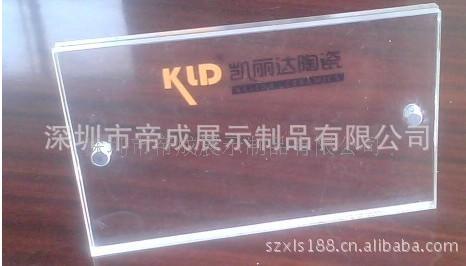 KLD 凯丽达陶瓷
深圳市帝成展示制品有限公司
szxls188.cn.alibaba.com